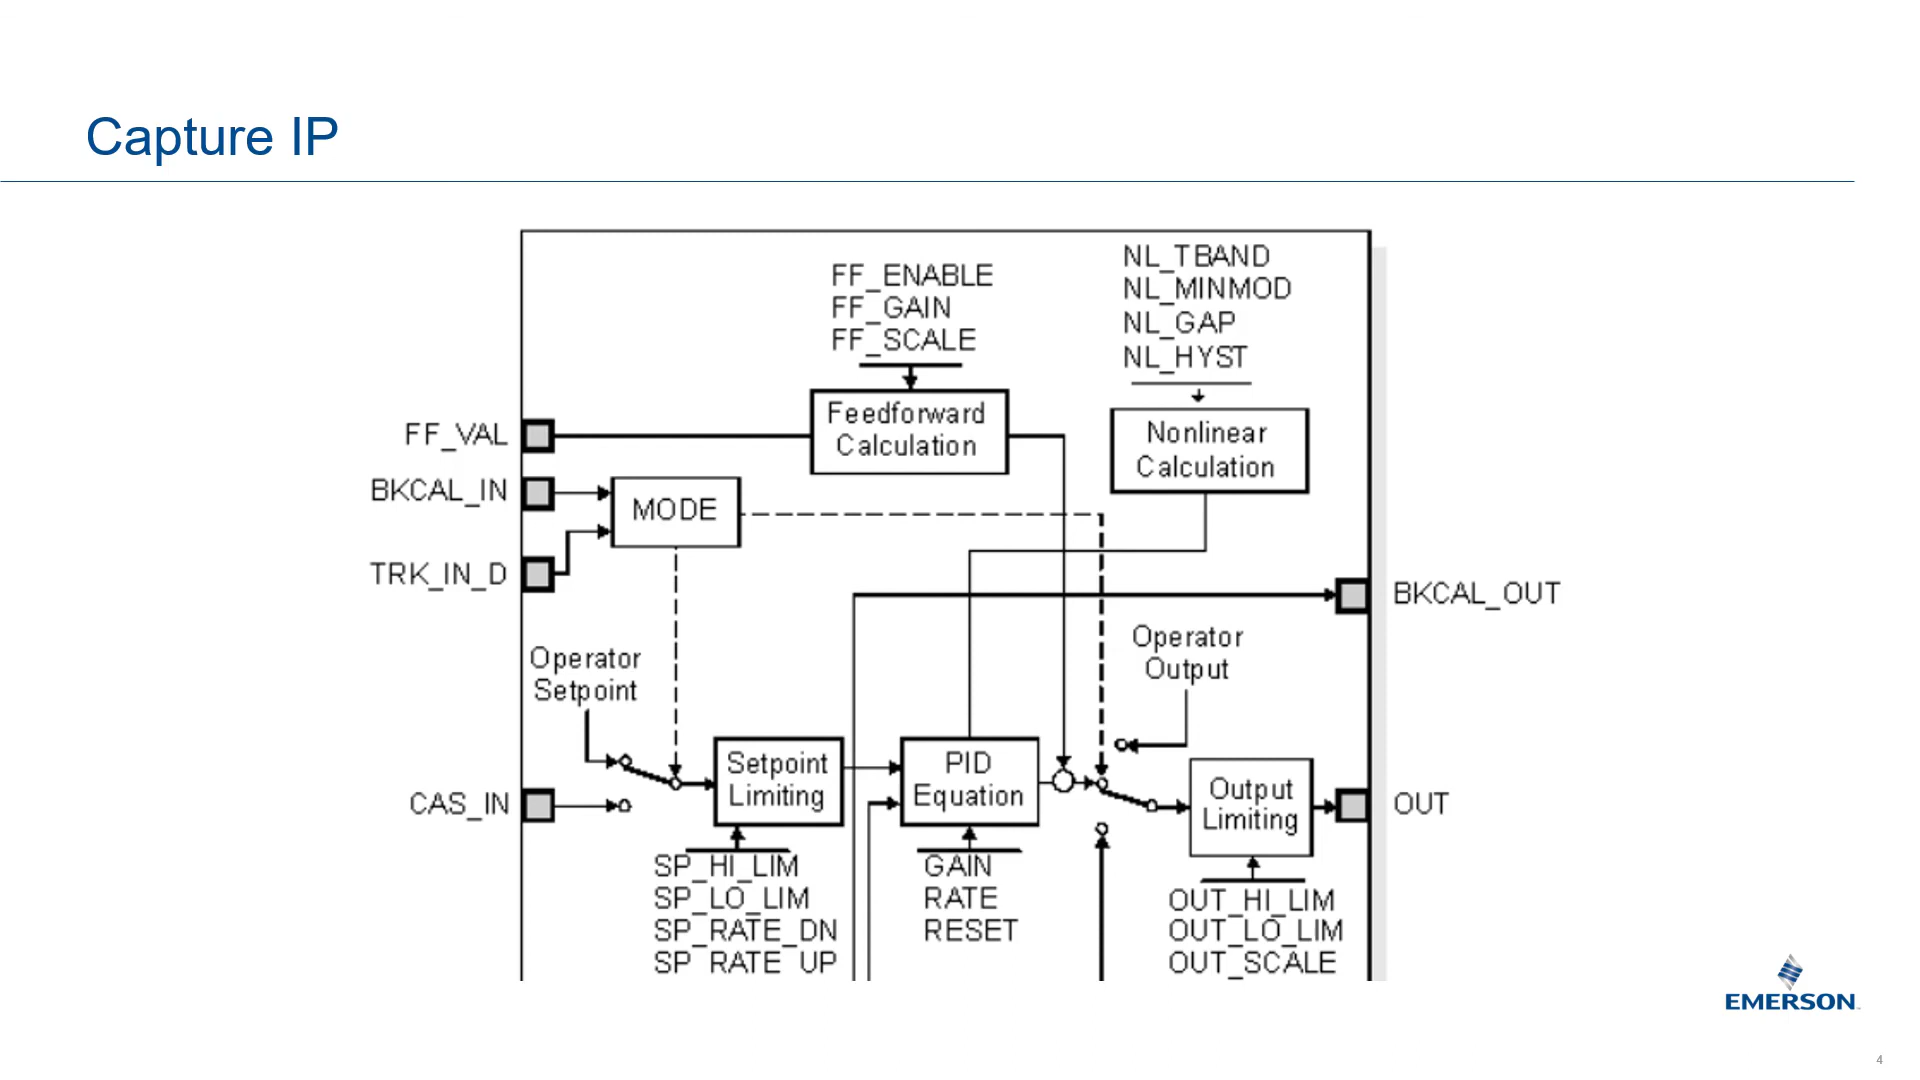 Capture IP
FF_ENABLE
FF_GAIN
FF_SCALE
NL_TBAND
NL_MINMOD
NL_GAP
NL_HYST
Feedforward
Calculation
Nonlinear
Calculation
FF_VAL
BKCAL_IN
MODE
TRK_IN_D
BKCAL_OUT
Operator
Setpoint
Operator
Output
Setpoint
Limiting
PID
Equation
Output
Limiting
CAS_IN
OUT
SP_HI_LIM
SP_LO_LIM
SP_RATE_DN
SP_RATE_UP
GAIN
RATE
RESET
OUT_HI_LIM
OUT_LO_LIM
OUT_SCALE
EMERSON
4